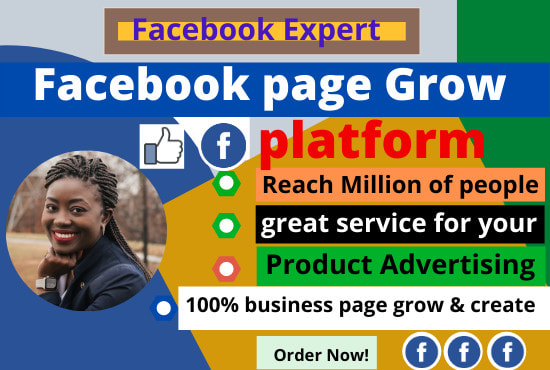 Facebook Expert
Facebook page Grow
platform
Reach Million of people
great service for your
Product Advertising
100% business page grow & create
Order Now!